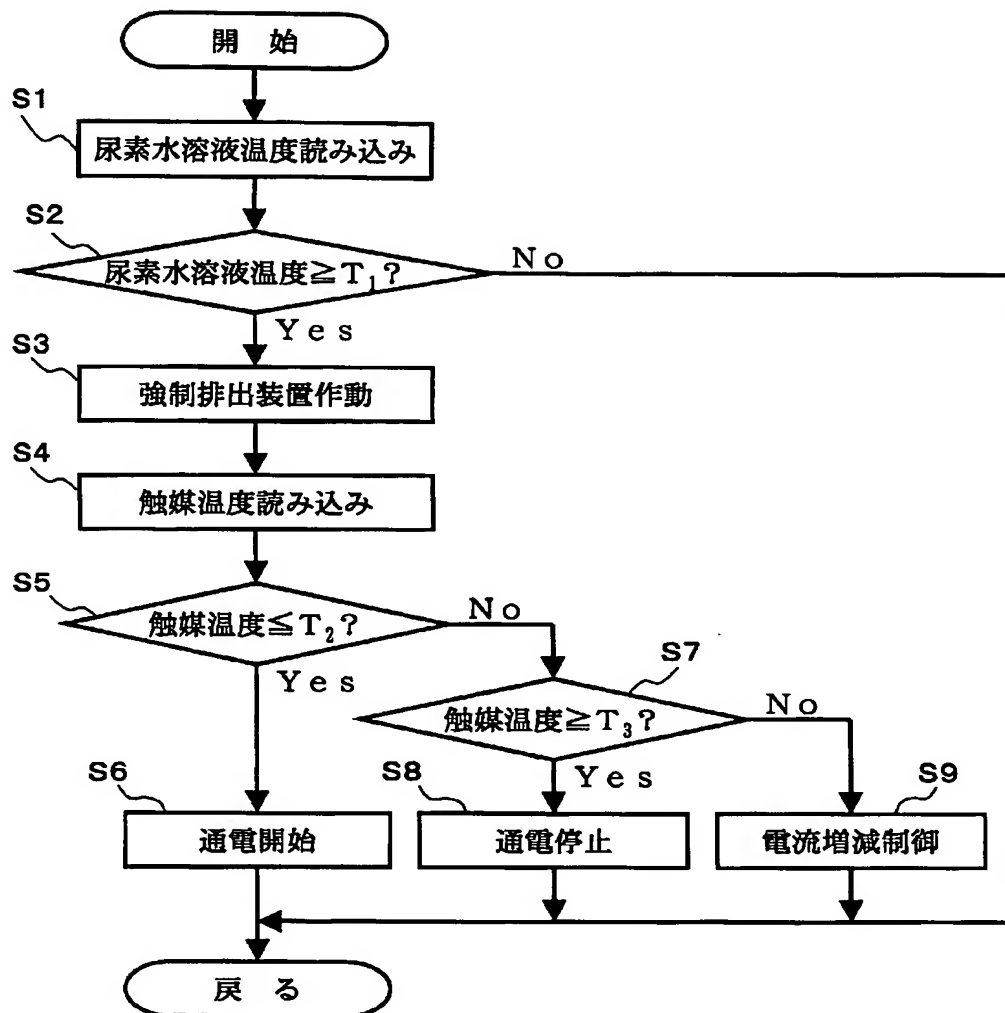 開 始
S1
尿素水溶液温度読み込み
S2
尿素水溶液温度≧T₁?
No
Yes
S3
強制排出装置作動
S4
触媒温度読み込み
S5
触媒温度≦T₂?
No
Yes
S7
触媒温度≧T₃?
No
Yes
S6
通電開始
S8
通電停止
S9
電流増減制御
戻 る